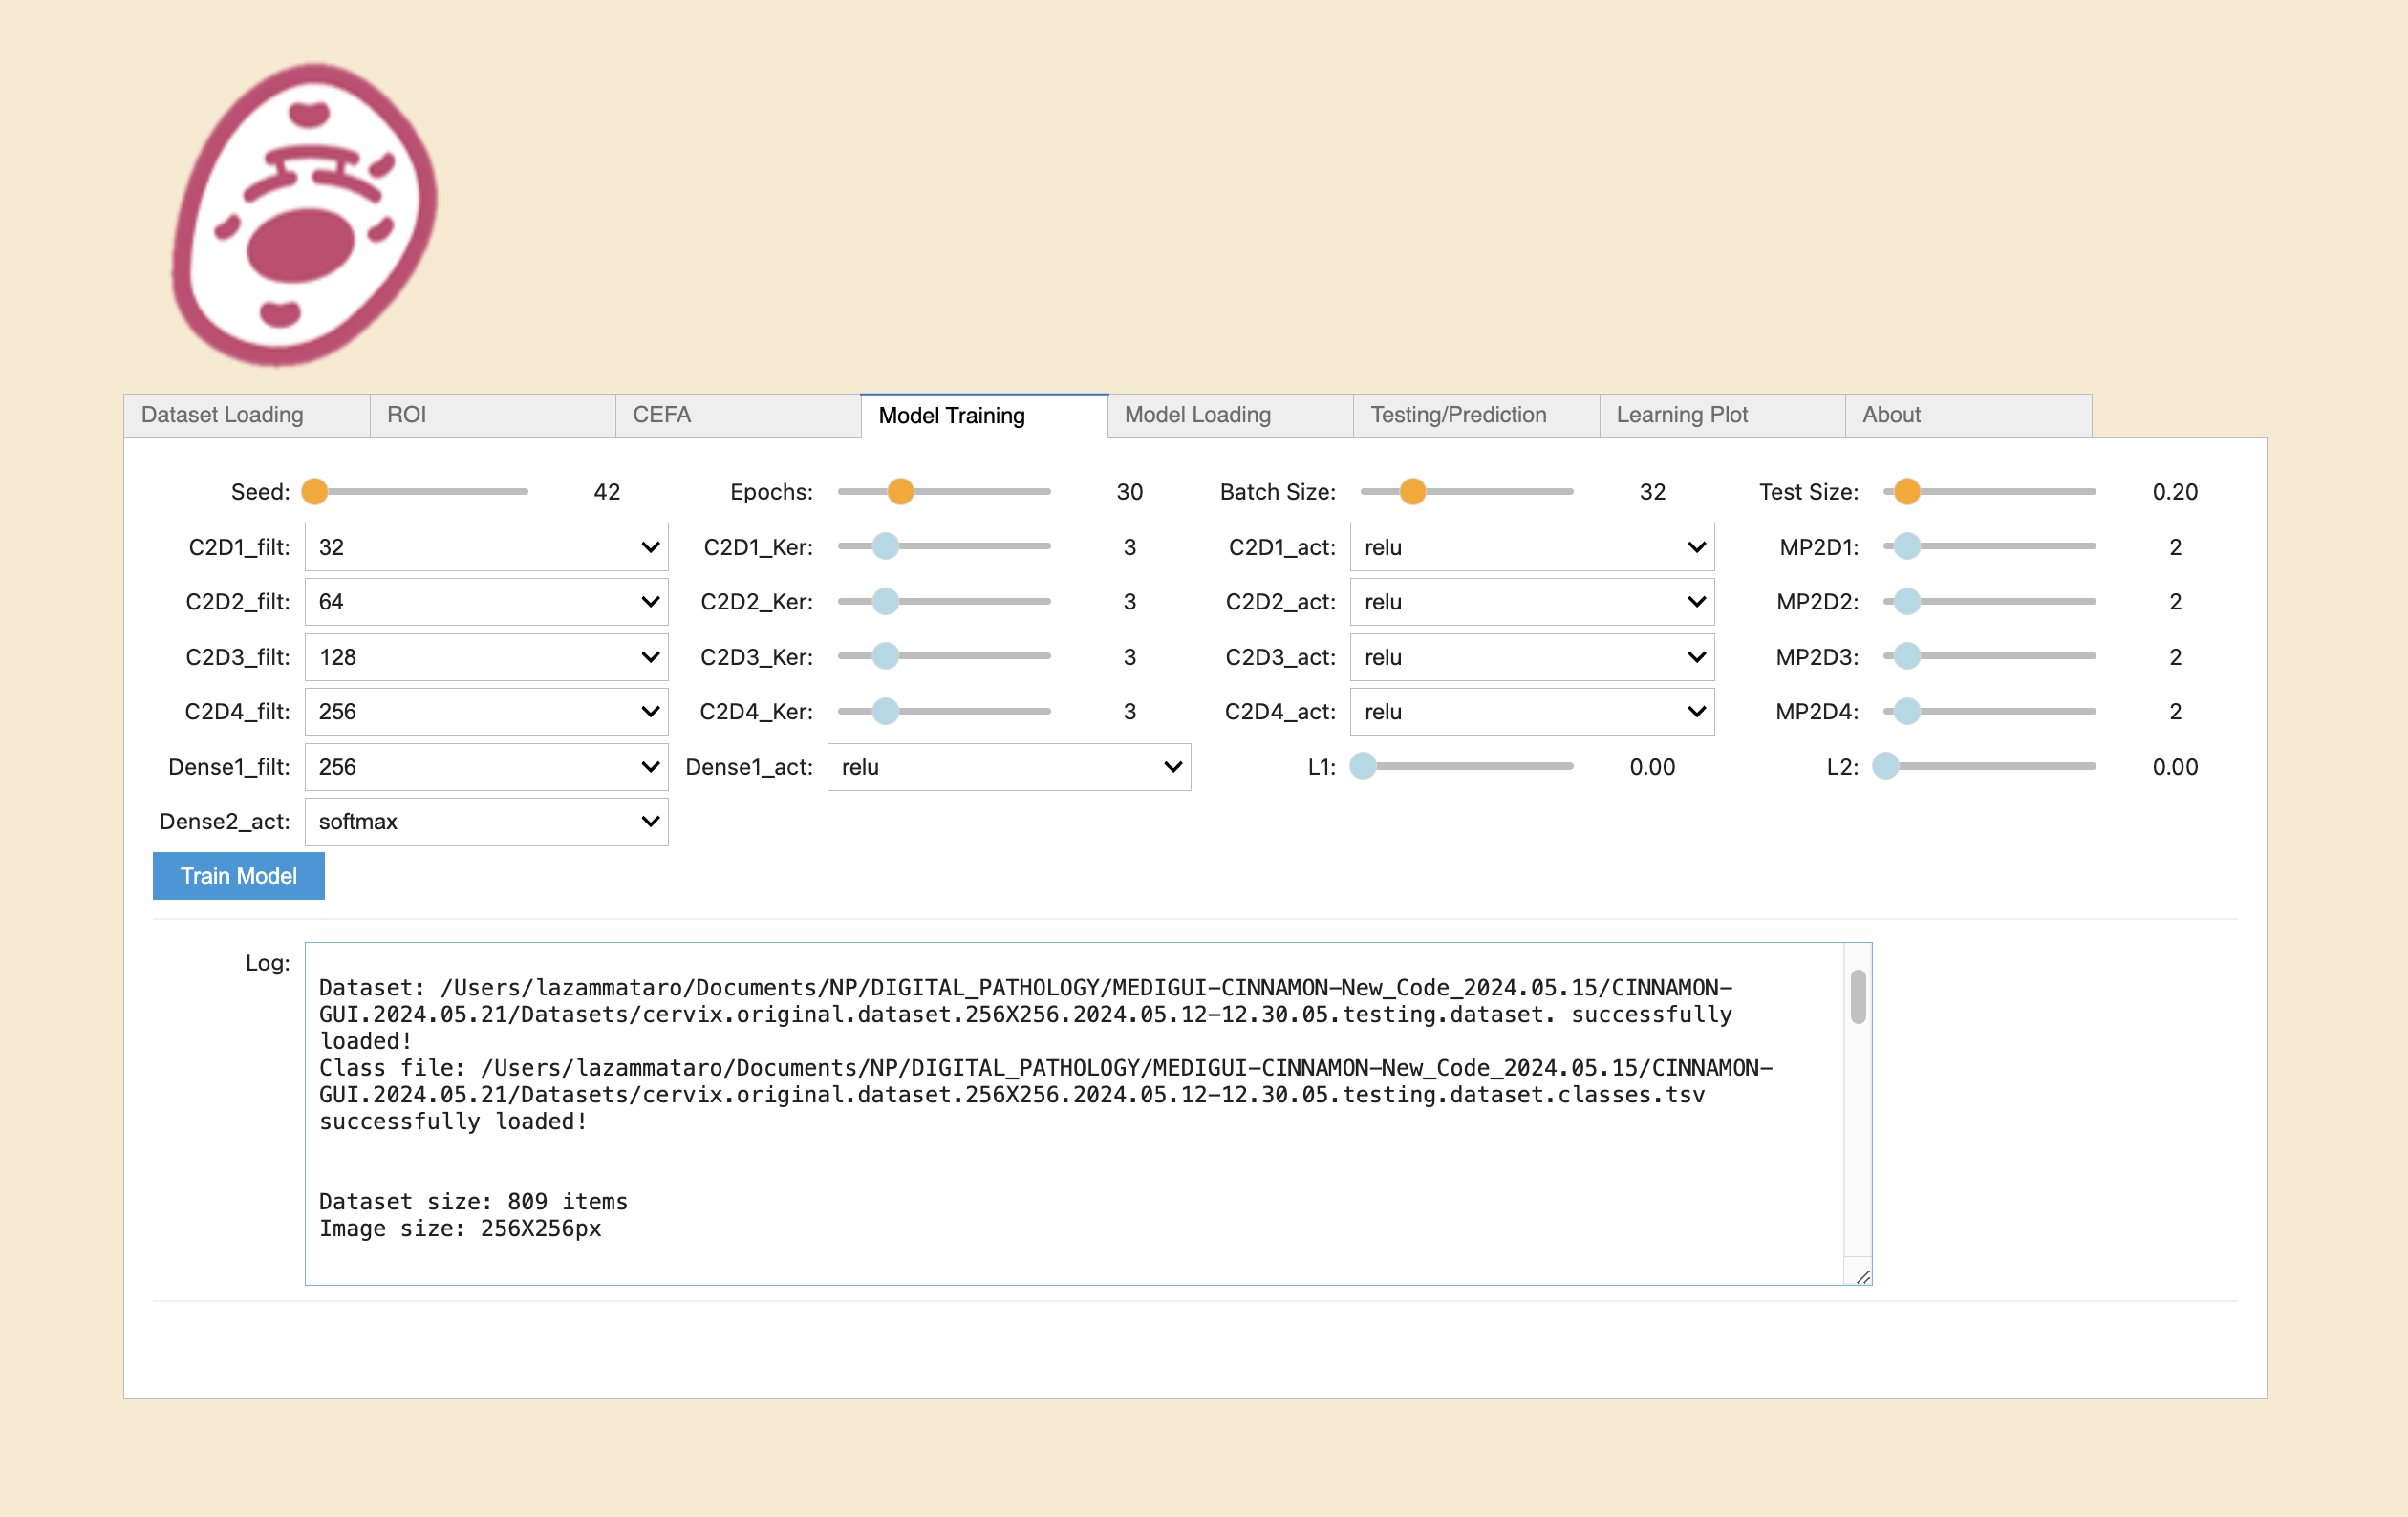 Dataset Loading ROI CEFA Model Training Model Loading Testing/Prediction Learning Plot About
Seed: 42 Epochs: 30 Batch Size: 32 Test Size: 0.20
C2D1_filt: 32 C2D1_Ker: 3 C2D1_act: relu MP2D1: 2
C2D2_filt: 64 C2D2_Ker: 3 C2D2_act: relu MP2D2: 2
C2D3_filt: 128 C2D3_Ker: 3 C2D3_act: relu MP2D3: 2
C2D4_filt: 256 C2D4_Ker: 3 C2D4_act: relu MP2D4: 2
Dense1_filt: 256 Dense1_act: relu L1: 0.00 L2: 0.00
Dense2_act: softmax
Train Model
Log:
Dataset: /Users/lazammataro/Documents/NP/DIGITAL_PATHOLOGY/MEDIGUI-CINNAMON-New_Code_2024.05.15/CINNAMON-
GUI.2024.05.21/Datasets/cervix.original.dataset.256X256.2024.05.12-12.30.05.testing.dataset. successfully
loaded!
Class file: /Users/lazammataro/Documents/NP/DIGITAL_PATHOLOGY/MEDIGUI-CINNAMON-New_Code_2024.05.15/CINNAMON-
GUI.2024.05.21/Datasets/cervix.original.dataset.256X256.2024.05.12-12.30.05.testing.dataset.classes.tsv
successfully loaded!
Dataset size: 809 items
Image size: 256X256px